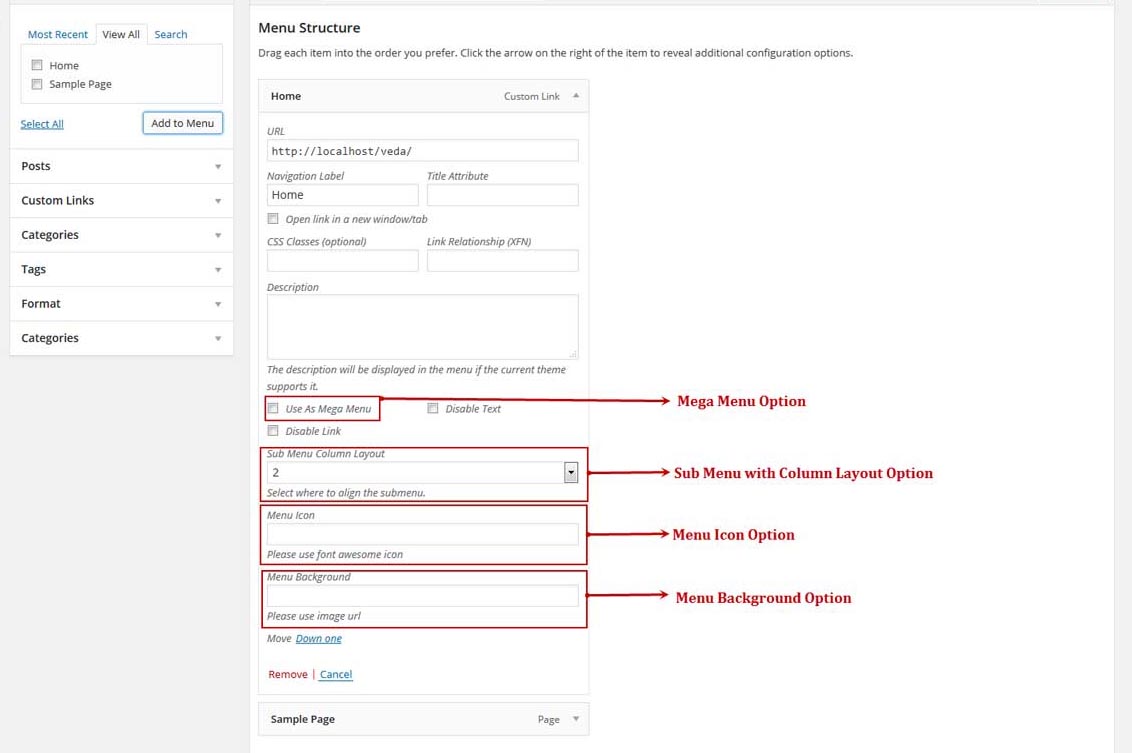 Most Recent View All Search
Home
Sample Page
Select All Add to Menu
Posts
Custom Links
Categories
Tags
Format
Categories
Menu Structure
Drag each item into the order you prefer. Click the arrow on the right of the item to reveal additional configuration options.
Home Custom Link
URL
http://localhost/veda/
Navigation Label Title Attribute
Home
Open link in a new window/tab
CSS Classes (optional) Link Relationship (XFN)
Description
The description will be displayed in the menu if the current theme
supports it.
Use As Mega Menu Disable Text Mega Menu Option
Disable Link
Sub Menu Column Layout
2 Sub Menu with Column Layout Option
Select where to align the submenu.
Menu Icon
Menu Icon Option
Please use font awesome icon
Menu Background
Menu Background Option
Please use image url
Move Down one
Remove | Cancel
Sample Page Page